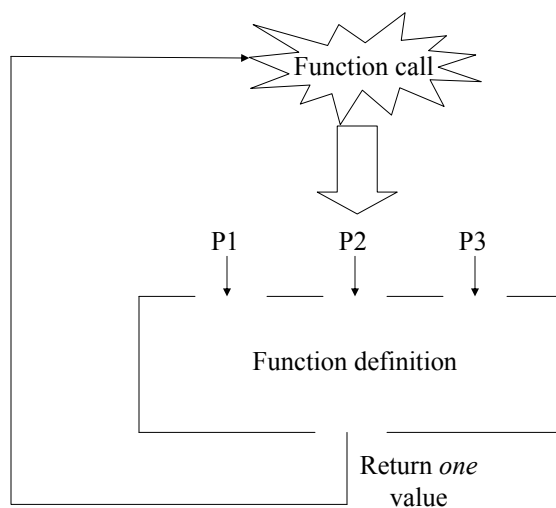 Function call
P1 P2 P3
Function definition
Return one
value